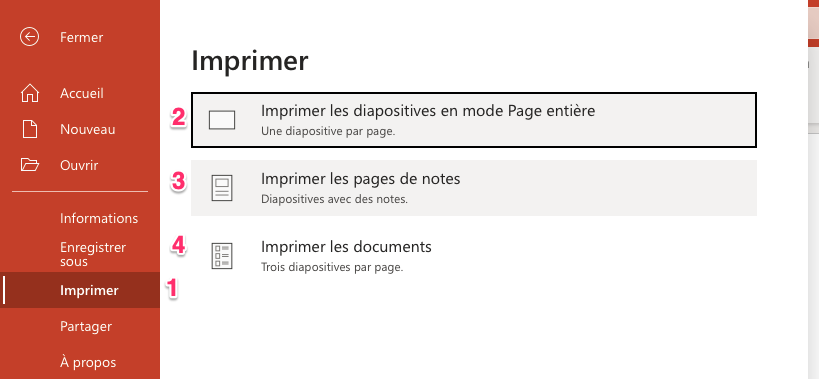 Fermer
Accueil
Nouveau
Ouvrir
Informations
Enregistrer
sous
Imprimer
1
Partager
À propos
Imprimer
2
Imprimer les diapositives en mode Page entière
Une diapositive par page.
3
Imprimer les pages de notes
Diapositives avec des notes.
4
Imprimer les documents
Trois diapositives par page.